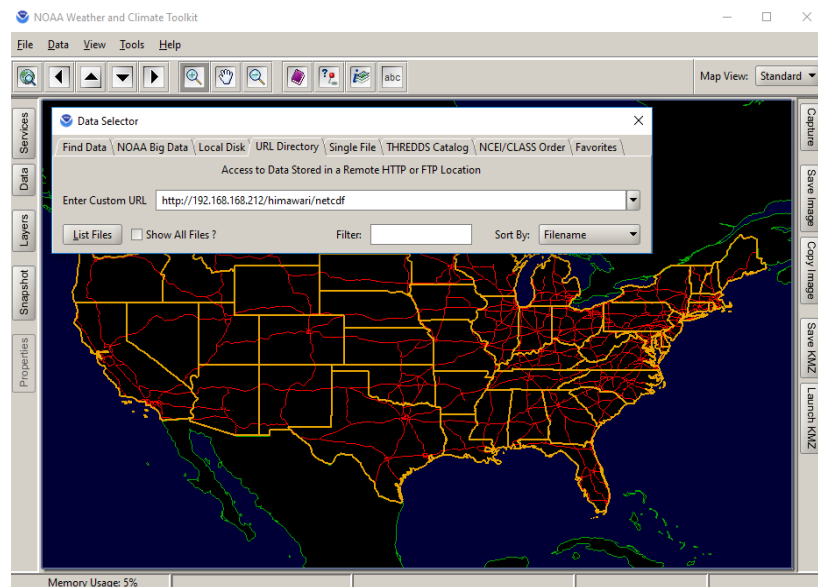 NOAA Weather and Climate Toolkit
File Data View Tools Help
abc
Map View: Standard
Services
Data
Layers
Snapshot
Properties
Data Selector
Find Data NOAA Big Data Local Disk URL Directory Single File THREDDS Catalog NCEI/CLASS Order Favorites
Access to Data Stored in a Remote HTTP or FTP Location
Enter Custom URL http://192.168.168.212/himawari/netcdf
List Files Show All Files ? Filter: Sort By: Filename
Capture
Save Image
Copy Image
Save KMZ
Launch KMZ
Memory Usage: 5%